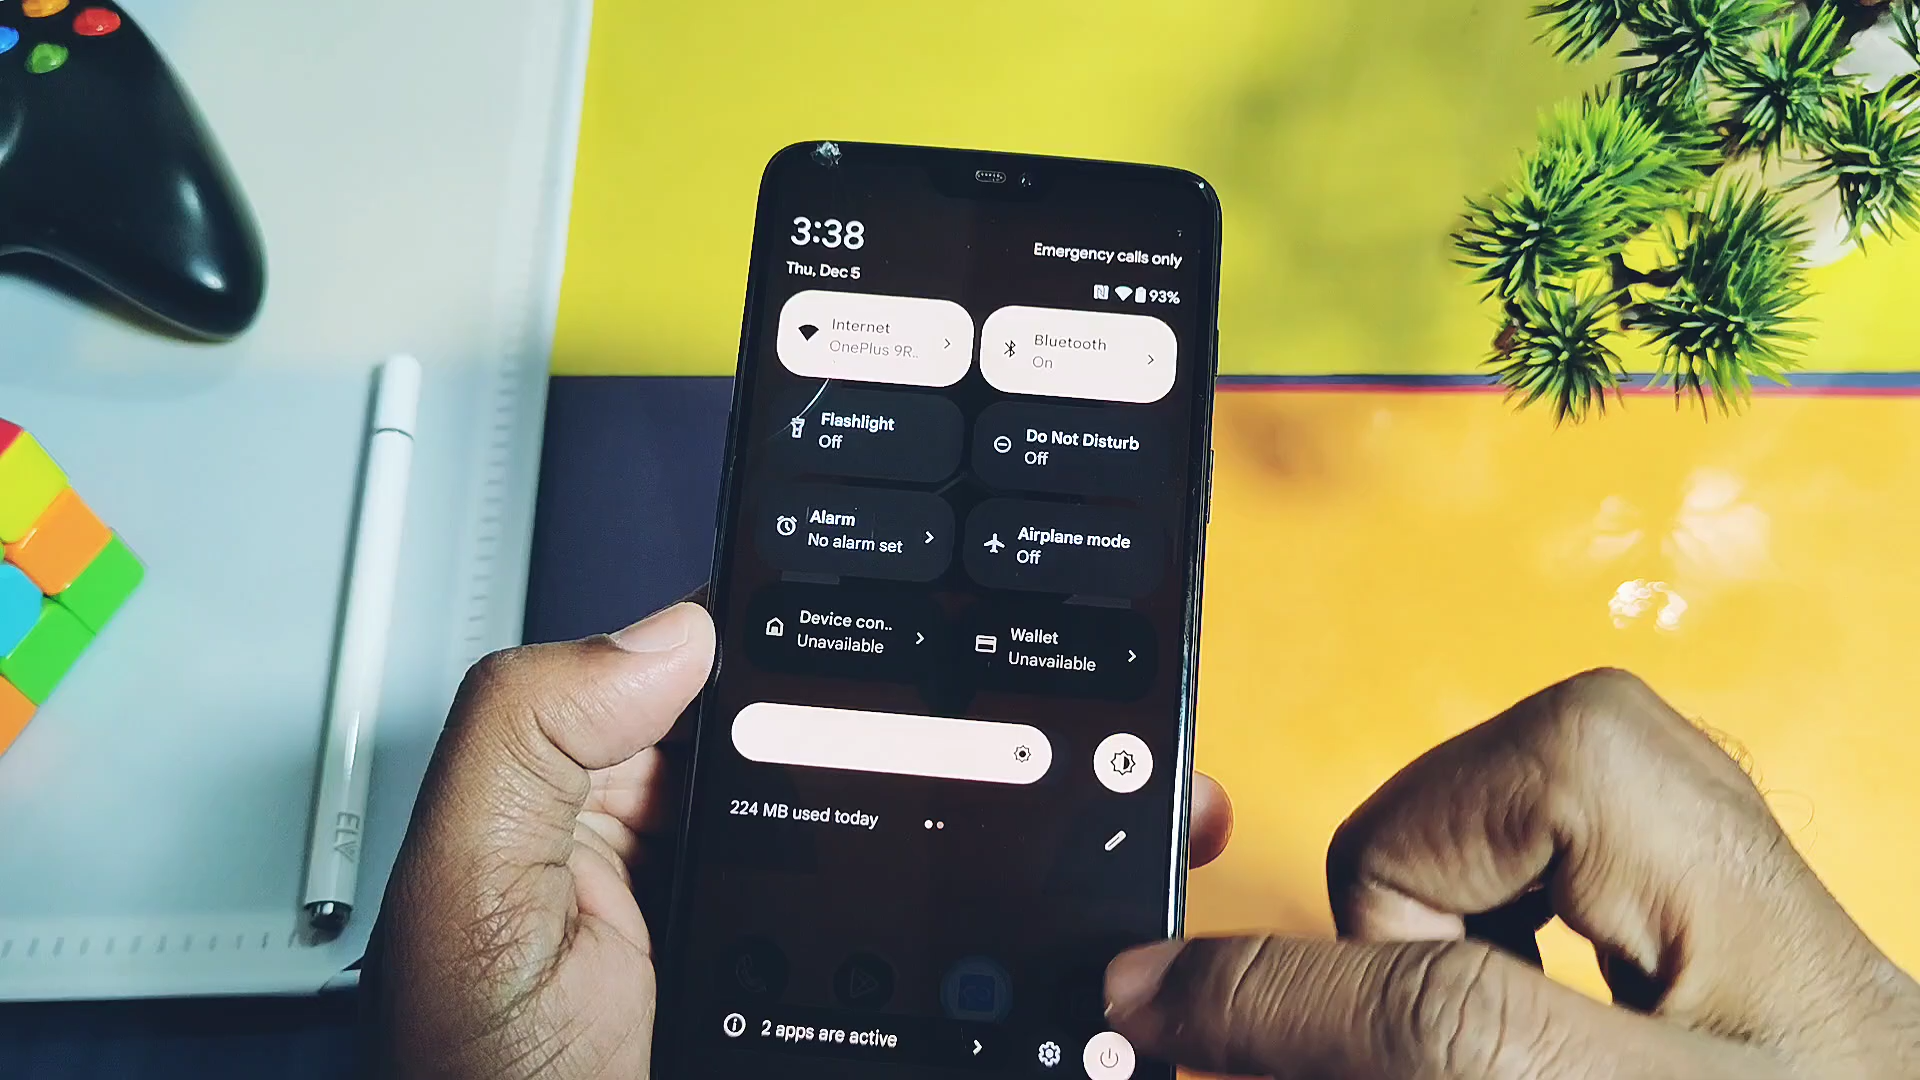 3:38
Thu, Dec 5
Emergency calls only
93%
Internet
OnePlus 9R..
Bluetooth
On
Flashlight
Off
Do Not Disturb
Off
Alarm
No alarm set
Airplane mode
Off
Device con..
Unavailable
Wallet
Unavailable
224 MB used today
2 apps are active
ELV